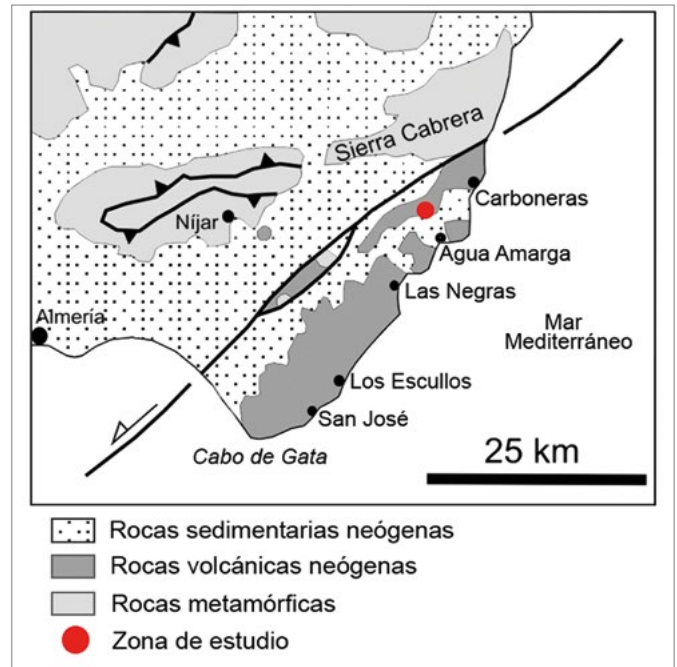 Sierra Cabrera
Carboneras
Níjar
Agua Amarga
Las Negras
Almería
Mar
Mediterráneo
Los Escullos
San José
Cabo de Gata
25 km
Rocas sedimentarias neógenas
Rocas volcánicas neógenas
Rocas metamórficas
Zona de estudio